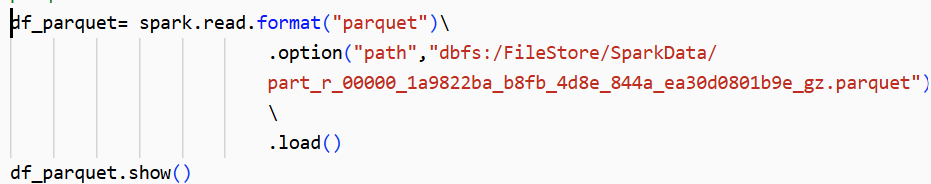 df_parquet= spark.read.format("parquet")\
.option("path","dbfs:/FileStore/SparkData/
part_r_00000_1a9822ba_b8fb_4d8e_844a_ea30d0801b9e_gz.parquet")
\
.load()
df_parquet.show()